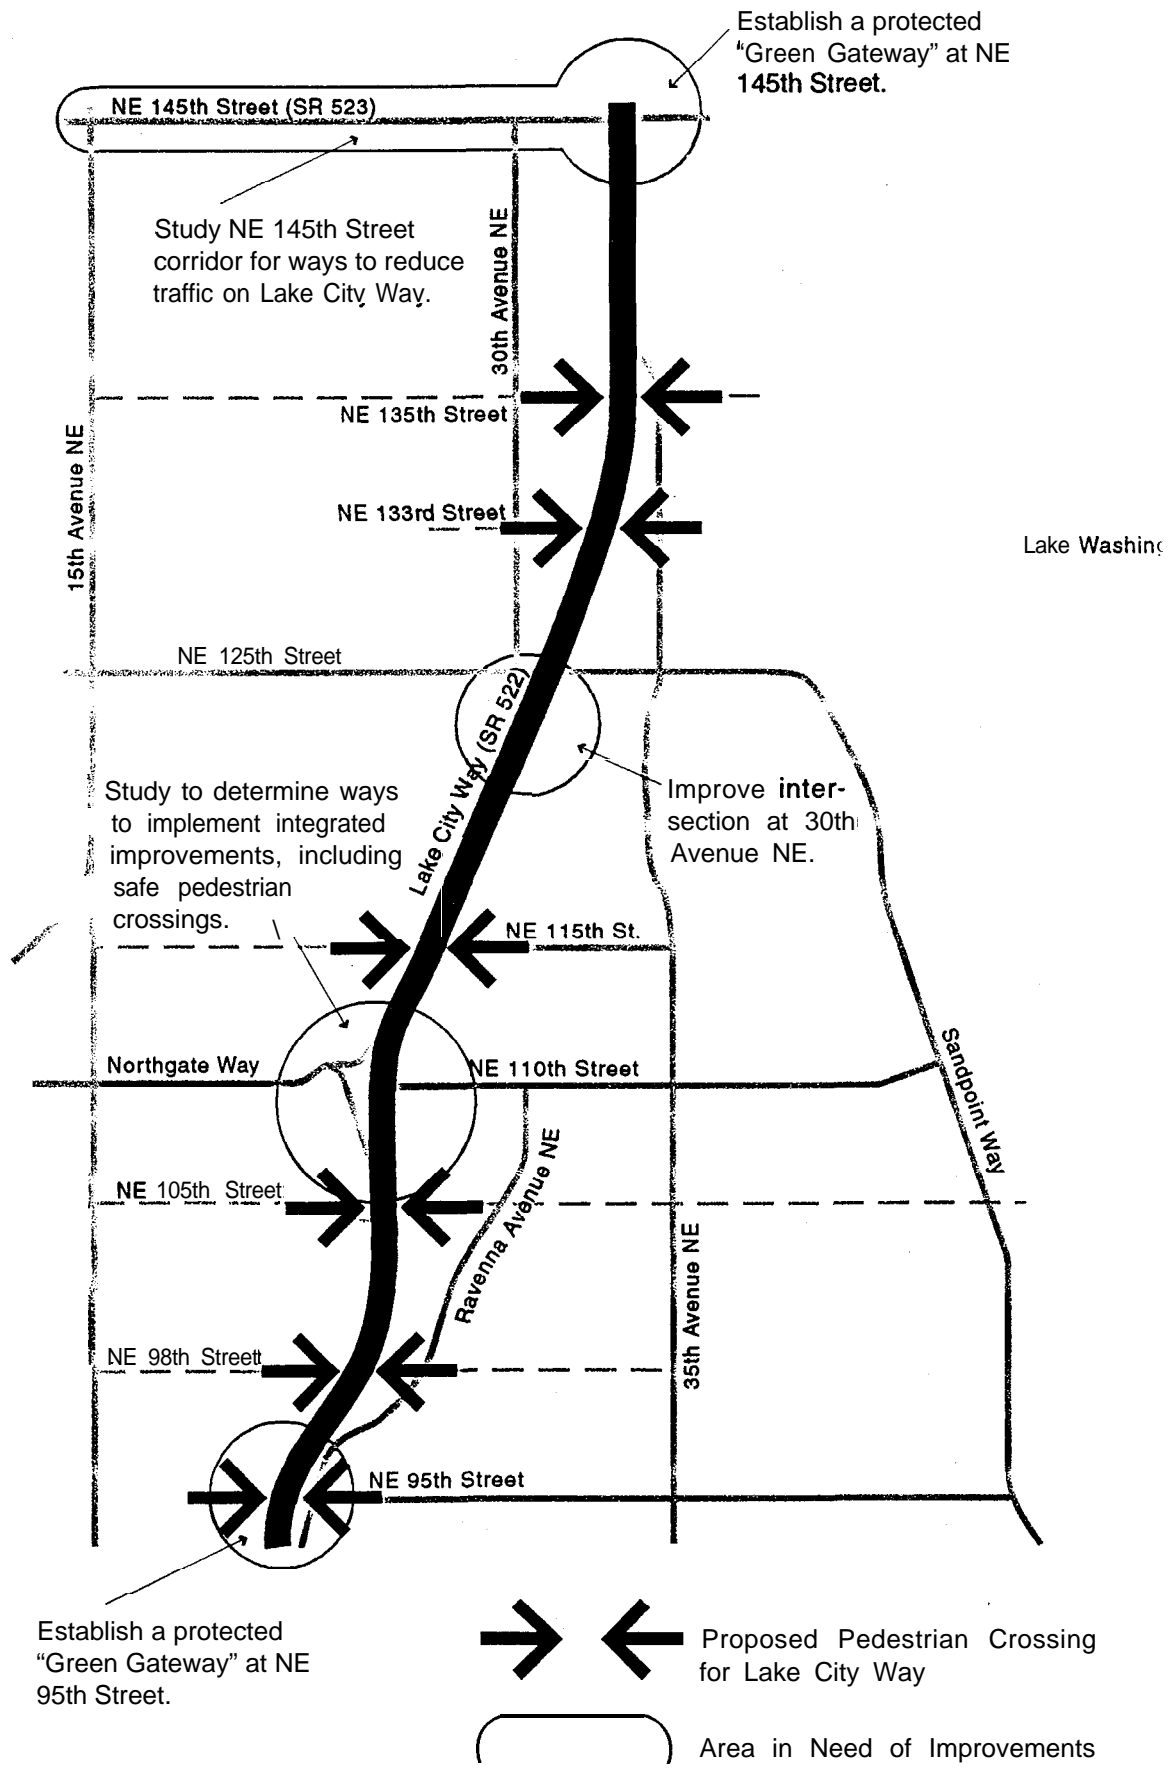 Establish a protected
“Green Gateway” at NE
145th Street.
NE 145th Street (SR 523)
Study NE 145th Street
corridor for ways to reduce
traffic on Lake City Way.
30th Avenue NE
NE 135th Street
15th Avenue NE
NE 133rd Street
Lake Washing
NE 125th Street
Lake City Way (SR 522)
Study to determine ways
to implement integrated
improvements, including
safe pedestrian
crossings.
Improve inter-
section at 30th
Avenue NE.
NE 115th St.
Northgate Way
NE 110th Street
Sandpoint Way
NE 105th Street
Ravenna Avenue NE
35th Avenue NE
NE 98th Streett
NE 95th Street
Establish a protected
“Green Gateway” at NE
95th Street.
Proposed Pedestrian Crossing
for Lake City Way
Area in Need of Improvements